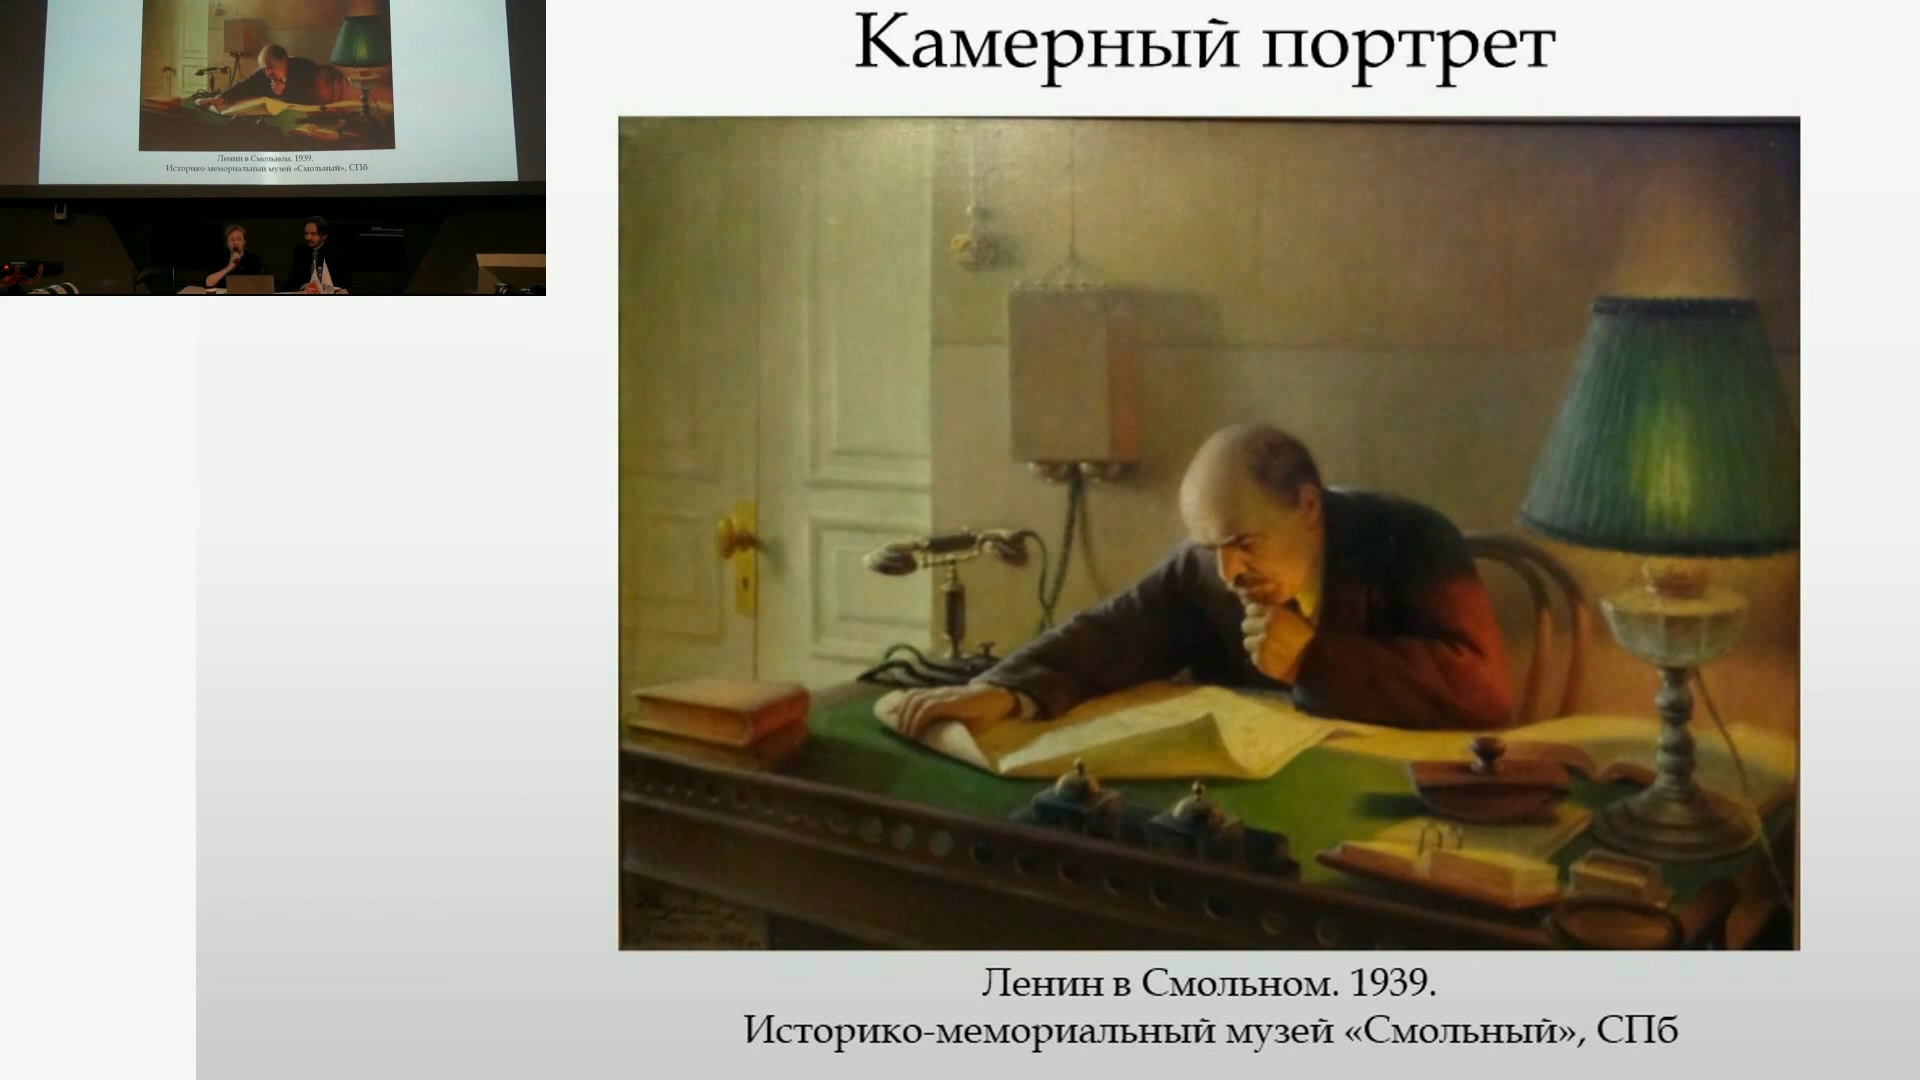 Камерный портрет
Ленин в Смольном. 1939.
Историко-мемориальный музей «Смольный», СПб
Ленин в Смольном. 1939.
Историко-мемориальный музей «Смольный», СПб